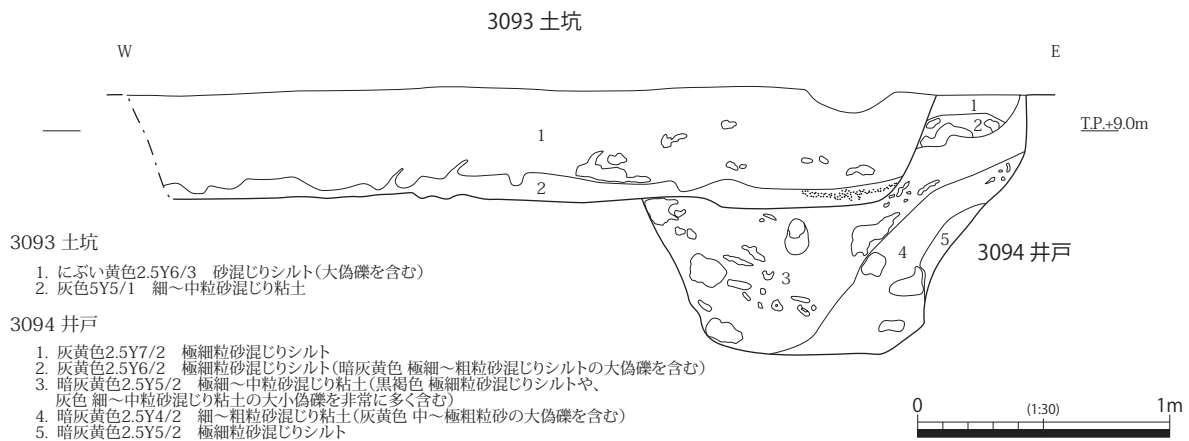 3093 土坑
W
E
1
1
2
T.P.+9.0m
2
5
4
3
3094 井戸
3093 土坑
1. にぶい黄色2.5Y6/3 砂混じりシルト(大偽礫を含む)
2. 灰色5Y5/1 細～中粒砂混じり粘土
3094 井戸
1. 灰黄色2.5Y7/2 極細粒砂混じりシルト
2. 灰黄色2.5Y6/2 極細粒砂混じりシルト(暗灰黄色 極細～粗粒砂混じりシルトの大偽礫を含む)
3. 暗灰黄色2.5Y5/2 極細～中粒砂混じり粘土(黒褐色 極細粒砂混じりシルトや、
灰色 細～中粒砂混じり粘土の大小偽礫を非常に多く含む)
4. 暗灰黄色2.5Y4/2 細～粗粒砂混じり粘土(灰黄色 中～極粗粒砂の大偽礫を含む)
5. 暗灰黄色2.5Y5/2 極細粒砂混じりシルト
0 (1:30) 1m